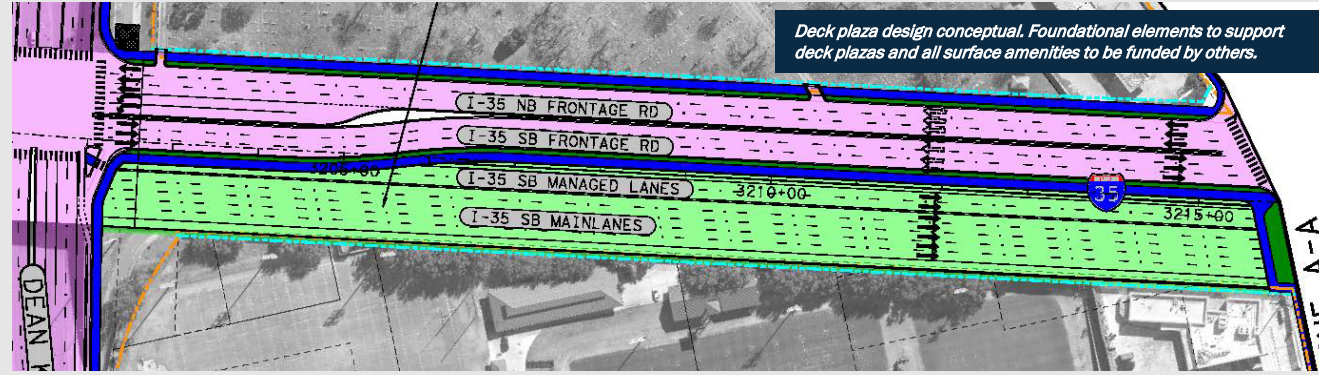 Deck plaza design conceptual. Foundational elements to support
deck plazas and all surface amenities to be funded by others.
I-35 NB FRONTAGE RD
I-35 SB FRONTAGE RD
3205+00
I-35 SB MANAGED LANES
3210+00
35
3215+00
I-35 SB MAINLANES
DEAN
A-A